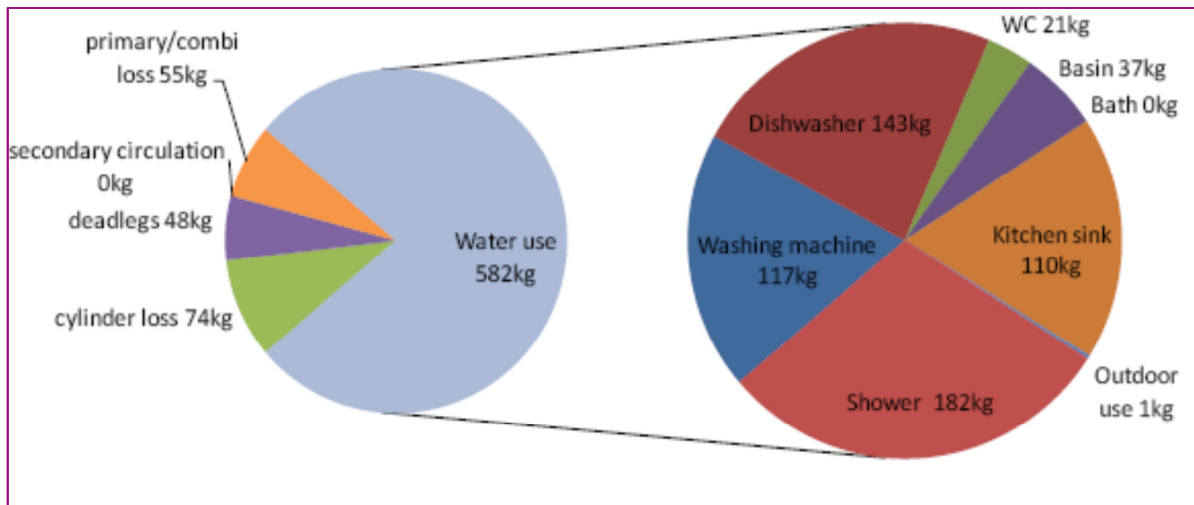 primary/combi
loss 55kg
secondary circulation
0kg
deadlegs 48kg
cylinder loss 74kg
Water use
582kg
WC 21kg
Basin 37kg
Bath 0kg
Dishwasher 143kg
Washing machine
117kg
Kitchen sink
110kg
Shower 182kg
Outdoor
use 1kg